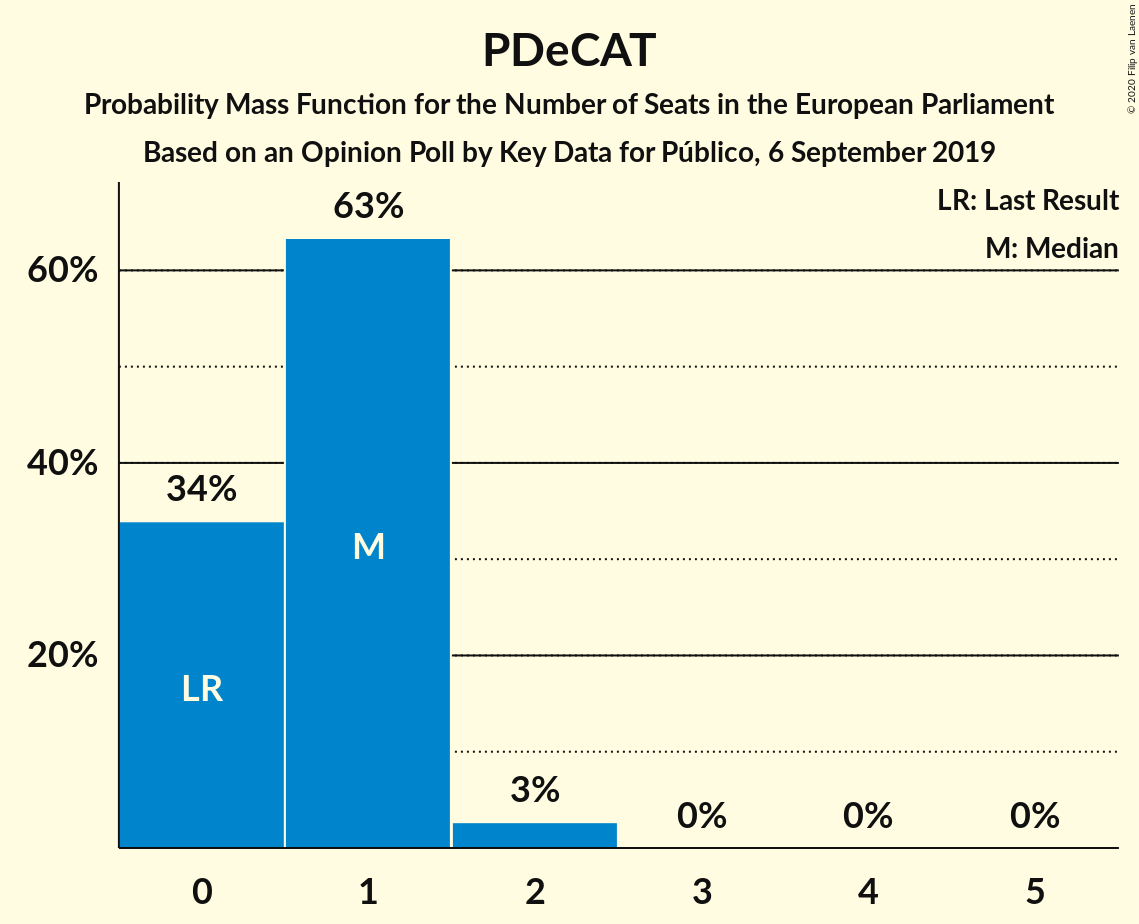 PDeCAT
Probability Mass Function for the Number of Seats in the European Parliament
Based on an Opinion Poll by Key Data for Público, 6 September 2019
© 2020 Filip van Laenen
LR: Last Result
M: Median
63%
60%
40%
34%
M
20%
LR
3%
0% 0% 0%
0 1 2 3 4 5